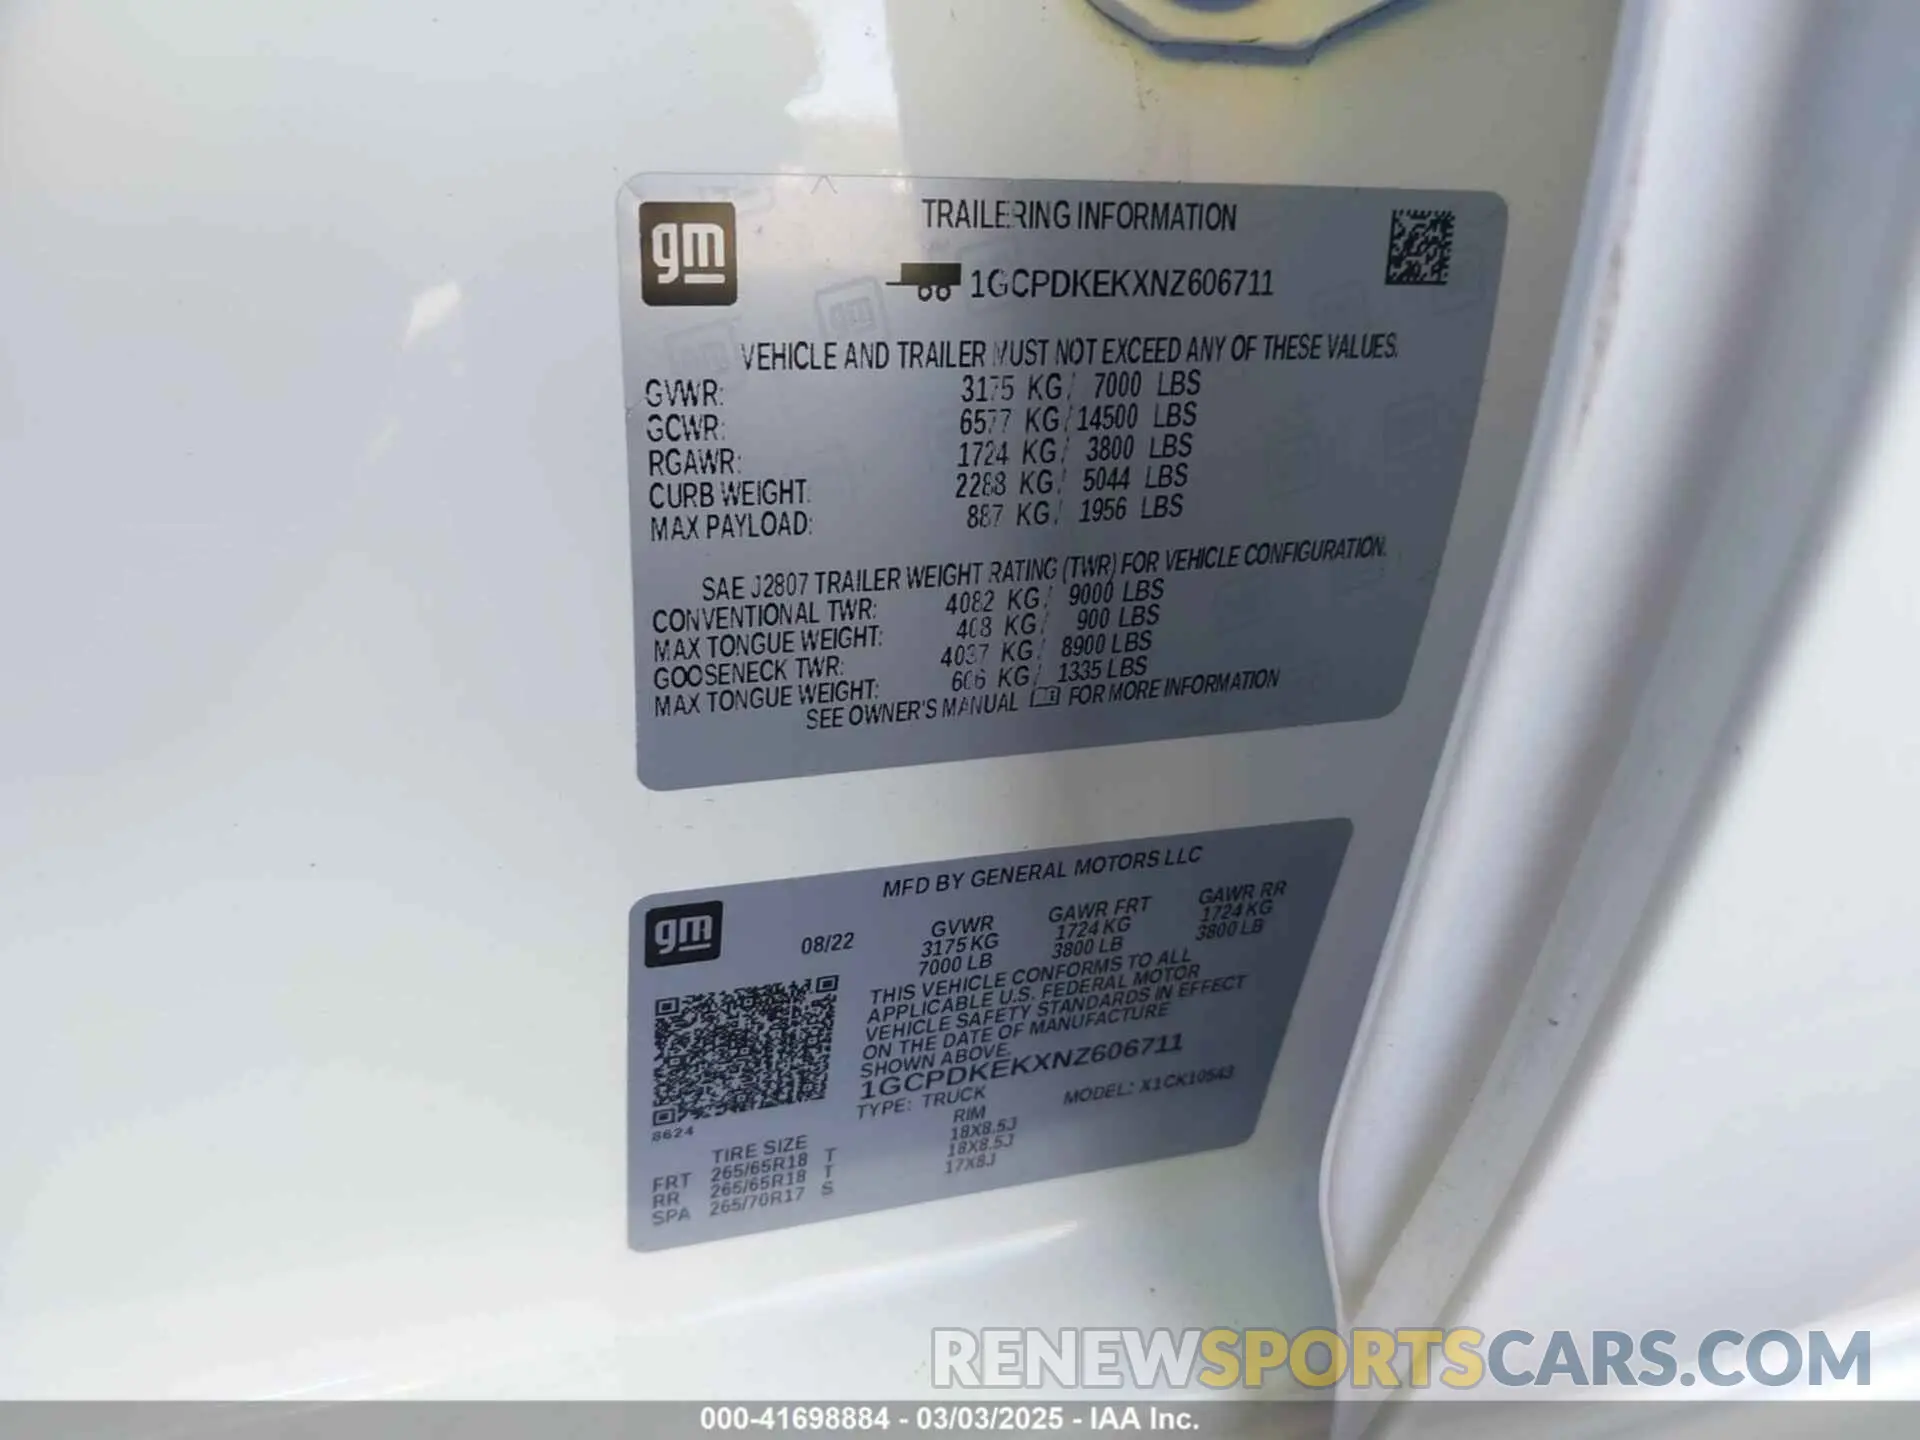 gm
TRAILERING INFORMATION
1GCPDKEKXNZ606711
VEHICLE AND TRAILER MUST NOT EXCEED ANY OF THESE VALUES.
GVWR: 3175 KG/ 7000 LBS
GCWR: 6577 KG/14500 LBS
RGAWR: 1724 KG/ 3800 LBS
CURB WEIGHT: 2288 KG/ 5044 LBS
MAX PAYLOAD: 887 KG/ 1956 LBS
SAE J2807 TRAILER WEIGHT RATING (TWR) FOR VEHICLE CONFIGURATION.
CONVENTIONAL TWR: 4082 KG/ 9000 LBS
MAX TONGUE WEIGHT: 408 KG/ 900 LBS
GOOSENECK TWR: 4037 KG/ 8900 LBS
MAX TONGUE WEIGHT: 606 KG/ 1335 LBS
SEE OWNER'S MANUAL FOR MORE INFORMATION
gm
MFD BY GENERAL MOTORS LLC
08/22
GVWR GAWR FRT GAWR RR
3175 KG 1724 KG 1724 KG
7000 LB 3800 LB 3800 LB
THIS VEHICLE CONFORMS TO ALL
APPLICABLE U.S. FEDERAL MOTOR
VEHICLE SAFETY STANDARDS IN EFFECT
ON THE DATE OF MANUFACTURE
SHOWN ABOVE.
1GCPDKEKXNZ606711
TYPE: TRUCK MODEL: X1CK10543
8624
TIRE SIZE RIM
FRT 265/65R18 T 18X8.5J
RR 265/65R18 T 18X8.5J
SPA 265/70R17 S 17X8J
RENEWSPORTSCARS.COM
000-41698884 - 03/03/2025 - IAA Inc.